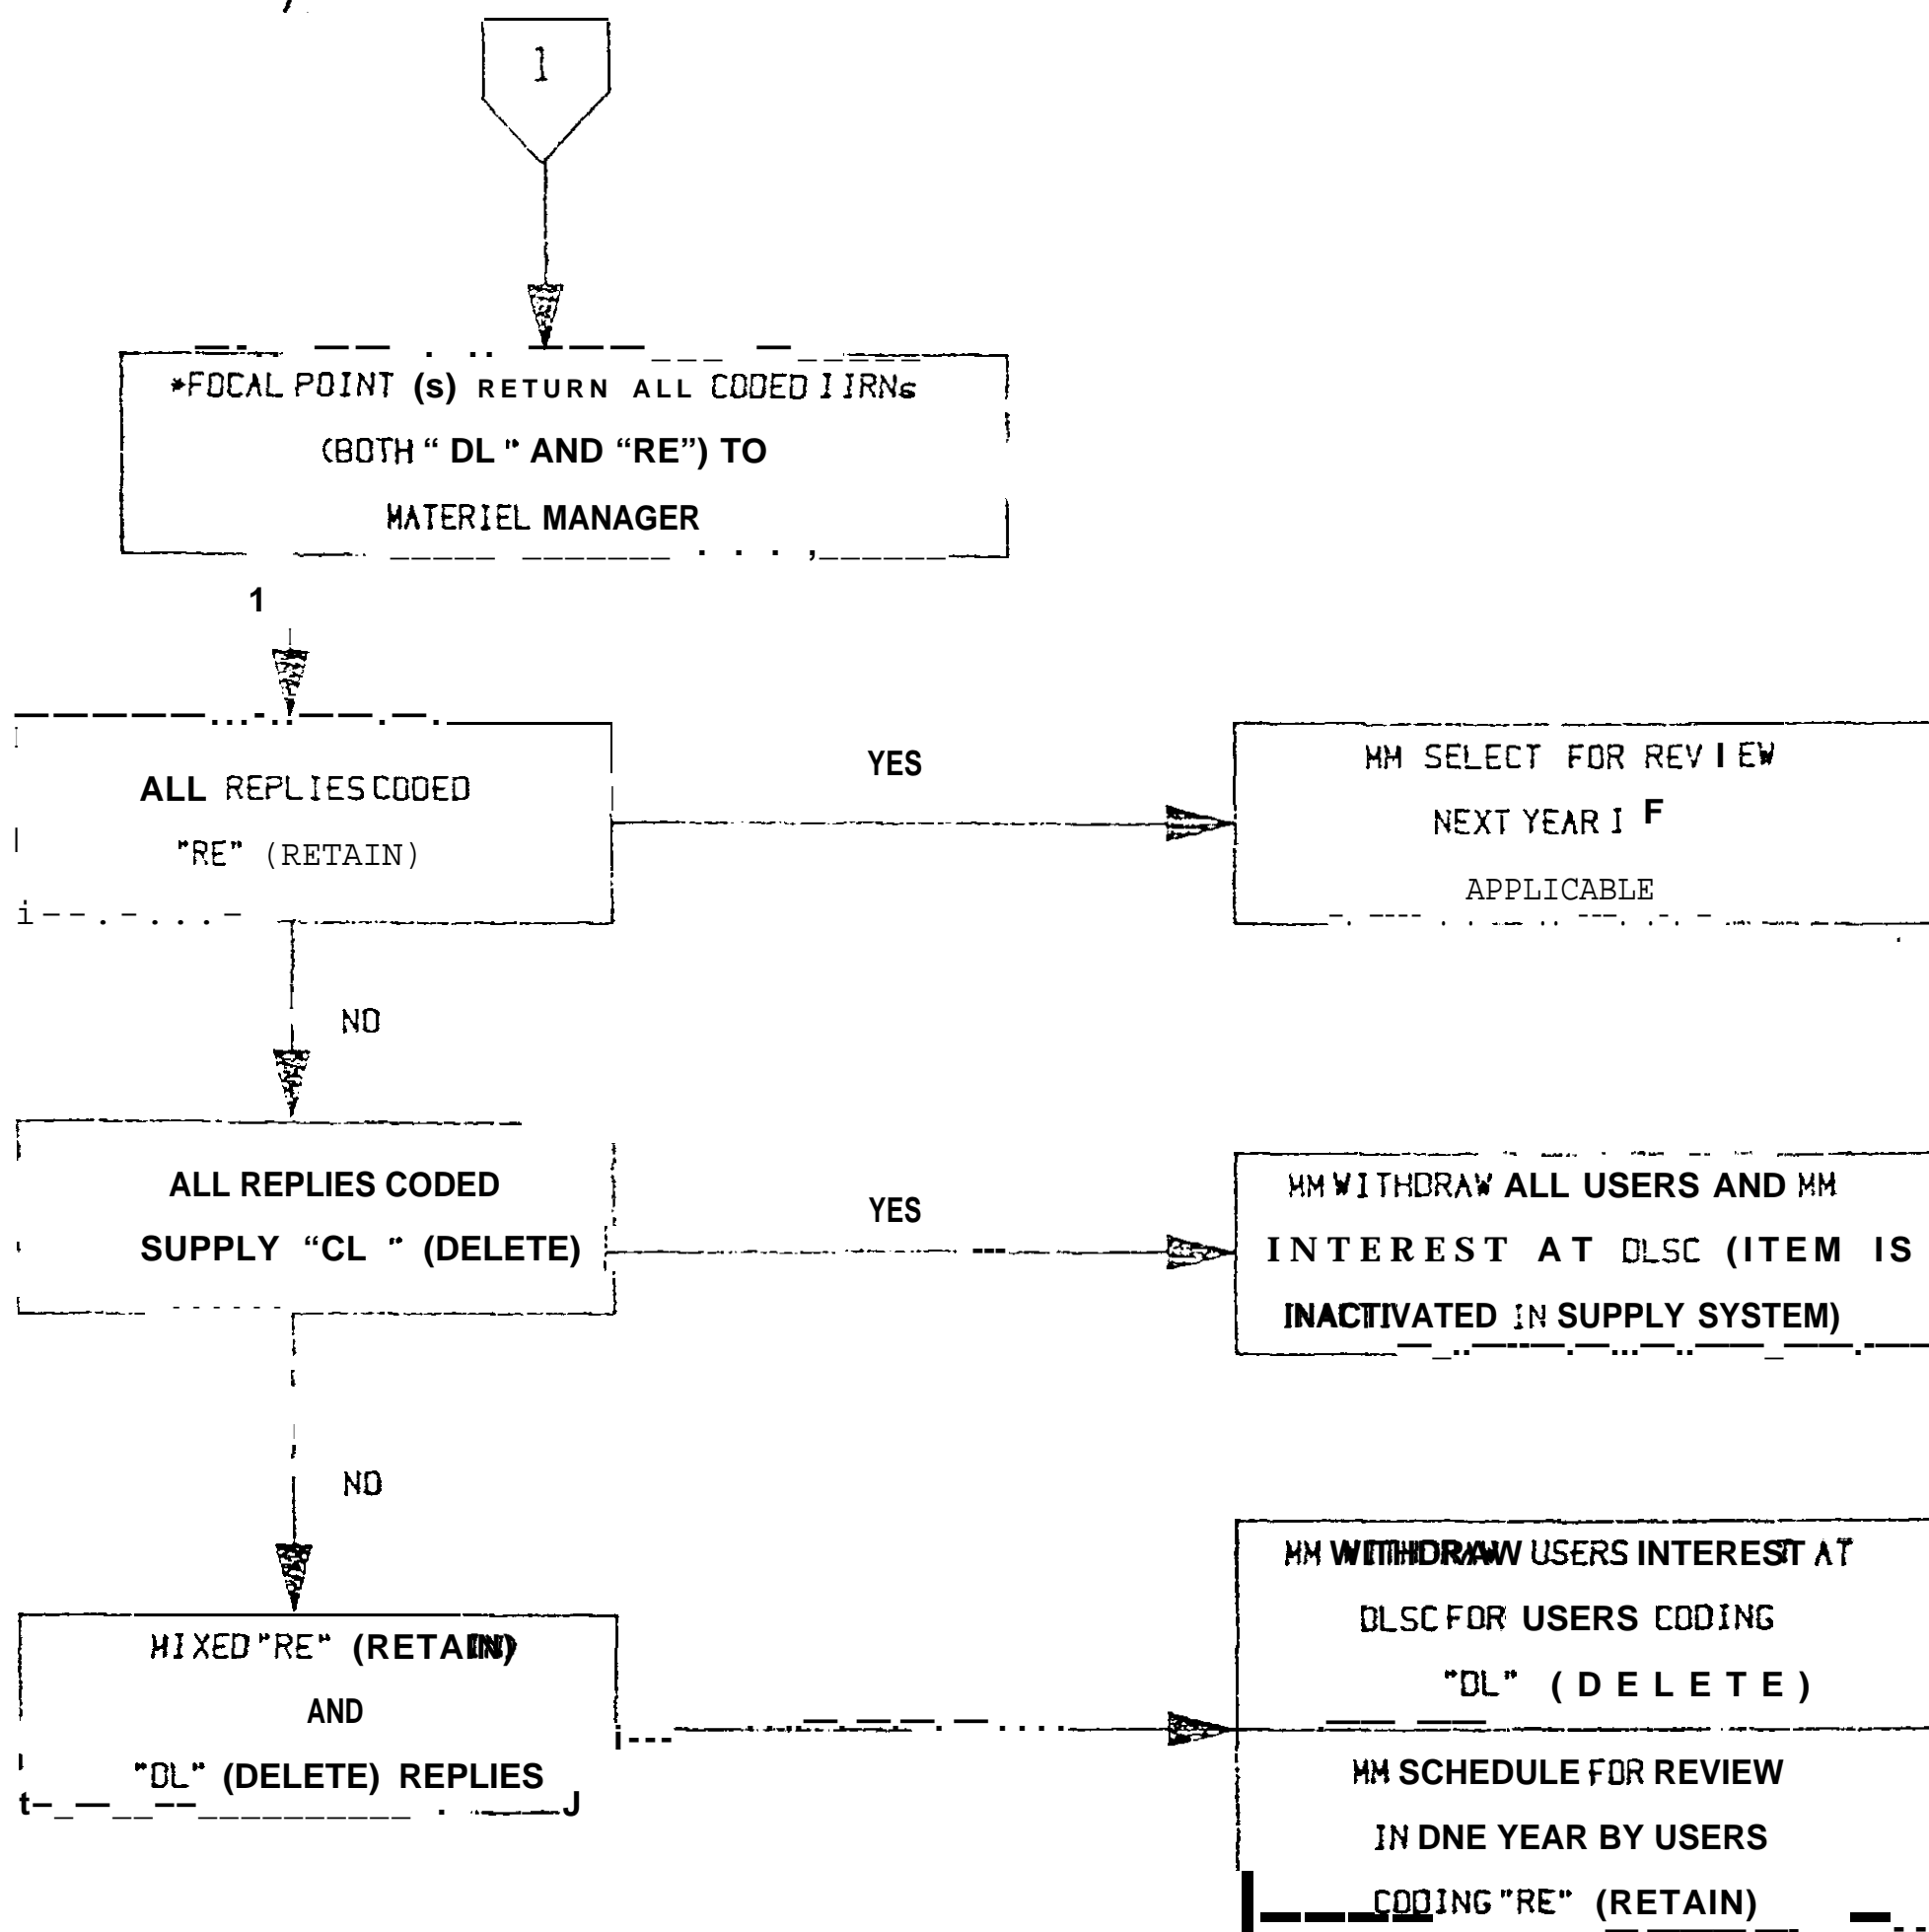 1
*FOCAL POINT (s) RETURN ALL CODED IIRNs
(BOTH “ DL " AND “RE”) TO
MATERIEL MANAGER
1
ALL REPLIES CODED
"RE" (RETAIN)
YES
MM SELECT FOR REVIEW
NEXT YEAR IF
APPLICABLE
NO
ALL REPLIES CODED
SUPPLY “CL " (DELETE)
YES
MM WITHDRAW ALL USERS AND MM
INTEREST AT DLSC (ITEM IS
INACTIVATED IN SUPPLY SYSTEM)
NO
MIXED "RE" (RETAIN)
AND
"DL" (DELETE) REPLIES
MM WITHDRAW USERS INTEREST AT
DLSC FOR USERS CODING
"DL" (DELETE)
MM SCHEDULE FOR REVIEW
IN DNE YEAR BY USERS
CODING "RE" (RETAIN)